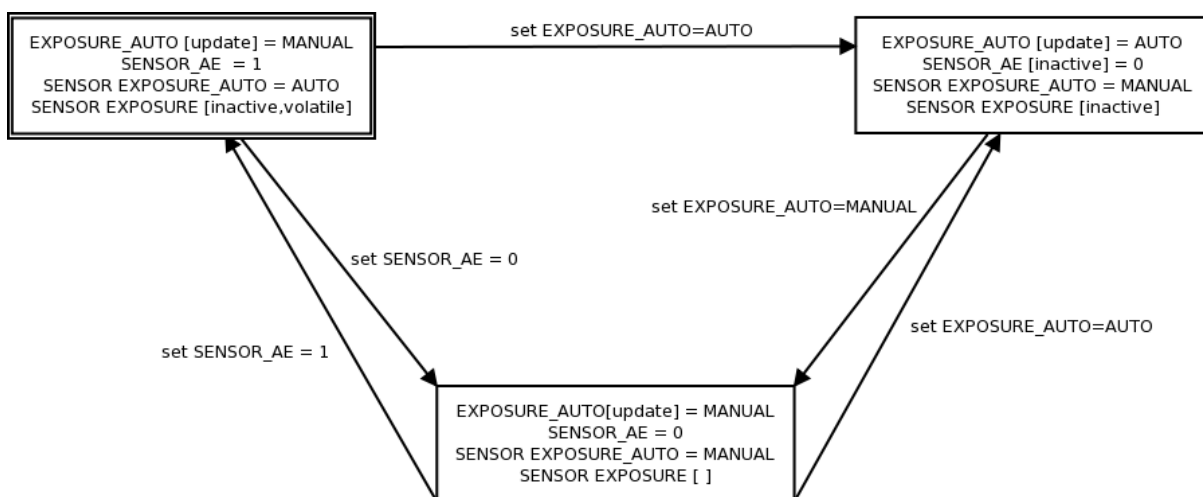 EXPOSURE_AUTO [update] = MANUAL
SENSOR_AE  = 1
SENSOR EXPOSURE_AUTO = AUTO
SENSOR EXPOSURE [inactive,volatile]
set EXPOSURE_AUTO=AUTO
EXPOSURE_AUTO [update] = AUTO
SENSOR_AE [inactive] = 0
SENSOR EXPOSURE_AUTO = MANUAL
SENSOR EXPOSURE [inactive]
set EXPOSURE_AUTO=MANUAL
set SENSOR_AE = 0
set EXPOSURE_AUTO=AUTO
set SENSOR_AE = 1
EXPOSURE_AUTO[update] = MANUAL
SENSOR_AE = 0
SENSOR EXPOSURE_AUTO = MANUAL
SENSOR EXPOSURE [ ]